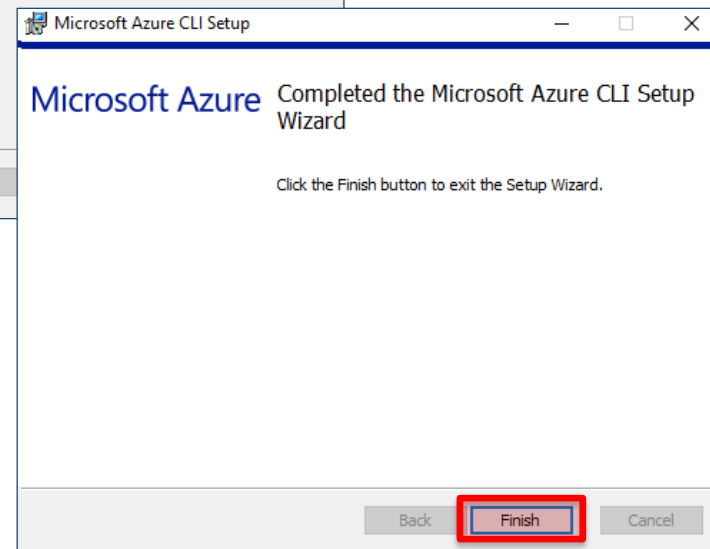 Microsoft Azure CLI Setup
Microsoft Azure
Completed the Microsoft Azure CLI Setup
Wizard
Click the Finish button to exit the Setup Wizard.
Back
Finish
Cancel